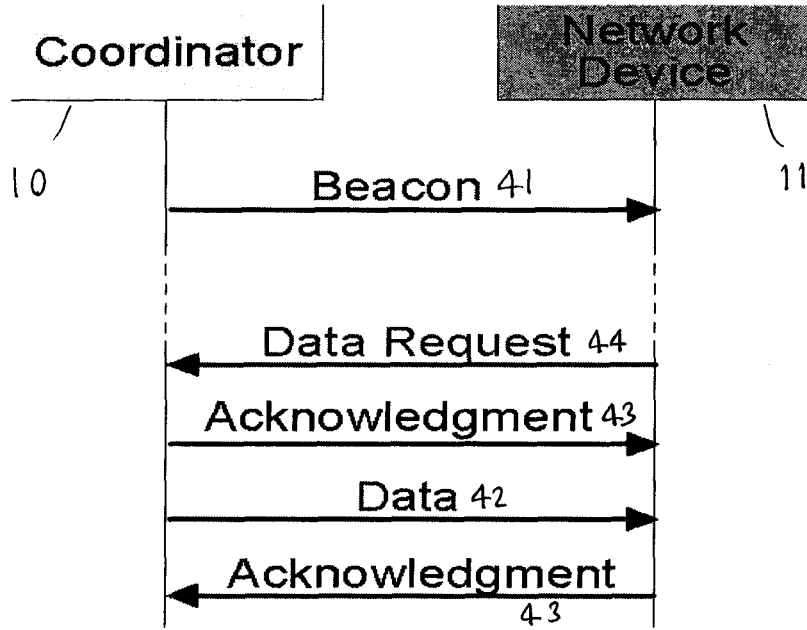 Coordinator
Network
Device
10
11
Beacon 41
Data Request 44
Acknowledgment 43
Data 42
Acknowledgment
43